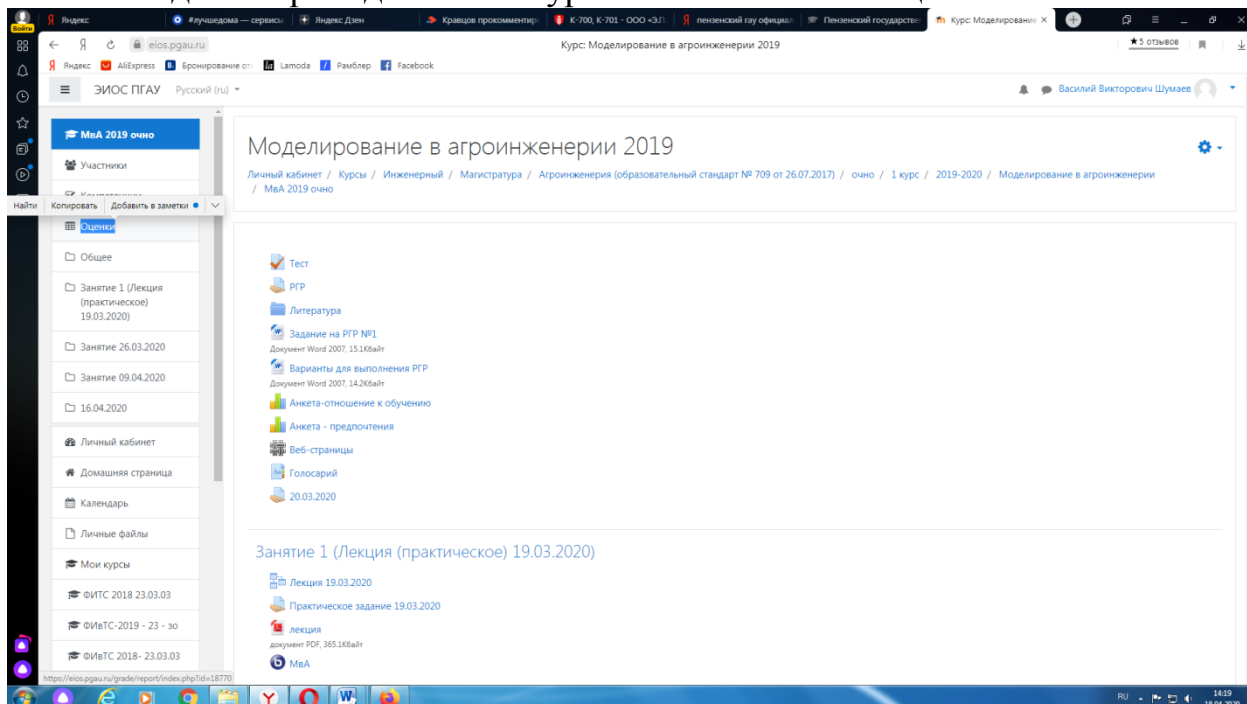 Яндекс
#лучшедома — сервисы
Яндекс Дзен
Кравцов прокомментир
К-700, К-701 - ООО «Э.Л.
пензенский гау официал
Пензенский государстве
Курс: Моделирование
Войти
eios.pgau.ru
Курс: Моделирование в агроинженерии 2019
★ 5 отзывов
Яндекс
AliExpress
Бронирование от
Lamoda
Рамблер
Facebook
ЭИОС ПГАУ
Русский (ru)
Василий Викторович Шумаев
МвА 2019 очно
Участники
Найти
Копировать
Добавить в заметки
Оценки
Общее
Занятие 1 (Лекция
(практическое)
19.03.2020)
Занятие 26.03.2020
Занятие 09.04.2020
16.04.2020
Личный кабинет
Домашняя страница
Календарь
Личные файлы
Мои курсы
ФИТС 2018 23.03.03
ФИвТС-2019 - 23 - зо
ФИвТС 2018- 23.03.03
https://eios.pgau.ru/grade/report/index.php?id=18770
Моделирование в агроинженерии 2019
Личный кабинет / Курсы / Инженерный / Магистратура / Агроинженерия (образовательный стандарт № 709 от 26.07.2017) / очно / 1 курс / 2019-2020 / Моделирование в агроинженерии
/ МвА 2019 очно
Тест
РГР
Литература
Задание на РГР №1
Документ Word 2007, 15.1Кбайт
Варианты для выполнения РГР
Документ Word 2007, 14.2Кбайт
Анкета-отношение к обучению
Анкета - предпочтения
Веб-страницы
Голосарий
20.03.2020
Занятие 1 (Лекция (практическое) 19.03.2020)
Лекция 19.03.2020
Практическое задание 19.03.2020
лекция
документ PDF, 365.1Кбайт
МвА
RU
14:19